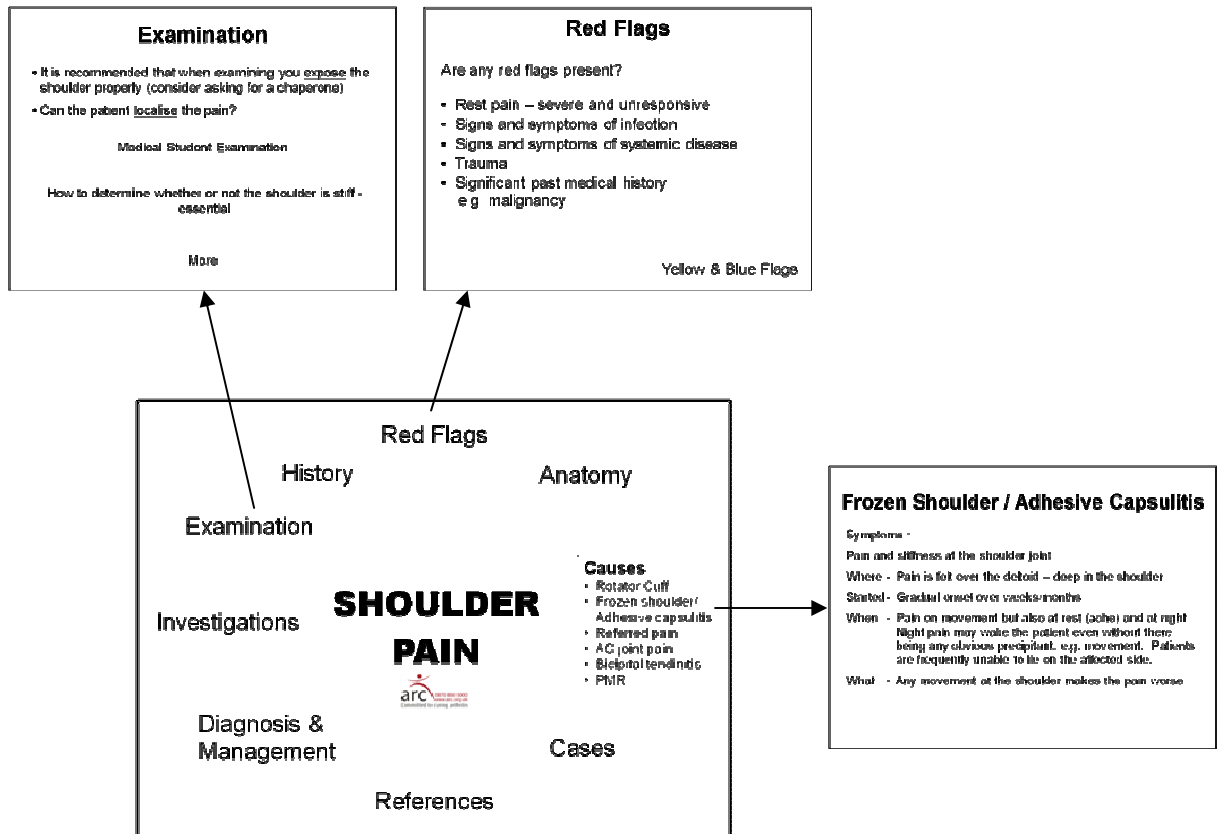 Examination
• It is recommended that when examining you expose the
shoulder properly (consider asking for a chaperone)
• Can the patient localise the pain?
Medical Student Examination
How to determine whether or not the shoulder is stiff -
essential
More
Red Flags
Are any red flags present?
• Rest pain – severe and unresponsive
• Signs and symptoms of infection
• Signs and symptoms of systemic disease
• Trauma
• Significant past medical history
e g malignancy
Yellow & Blue Flags
Red Flags
History
Anatomy
Examination
Causes
• Rotator Cuff
• Frozen shoulder/
Adhesive capsulitis
• Referred pain
• AC joint pain
• Bicipital tendinitis
• PMR
Investigations
SHOULDER
PAIN
arc
Diagnosis &
Management
Cases
References
Frozen Shoulder / Adhesive Capsulitis
Symptoms -
Pain and stiffness at the shoulder joint
Where - Pain is felt over the deltoid – deep in the shoulder
Started - Gradual onset over weeks-months
When - Pain on movement but also at rest (ache) and at night
Night pain may wake the patient even without there
being any obvious precipitant. e.g. movement. Patients
are frequently unable to lie on the affected side.
What - Any movement at the shoulder makes the pain worse